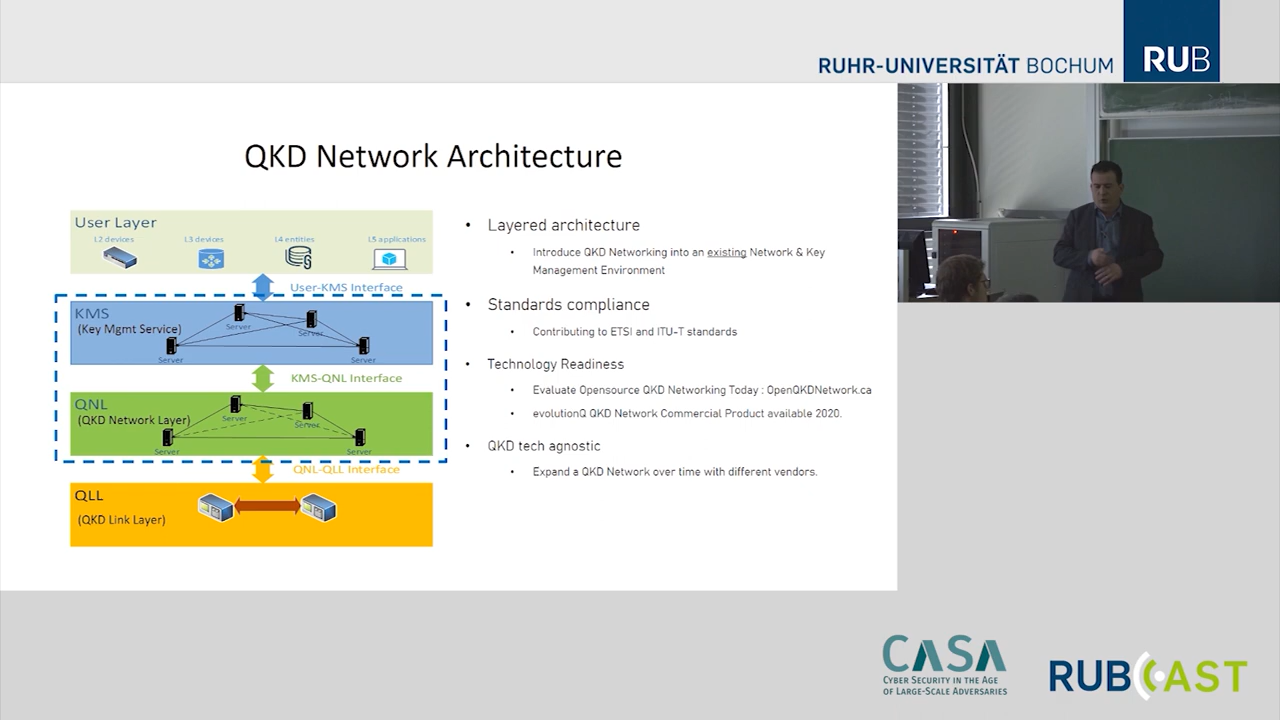 RUHR-UNIVERSITÄT BOCHUM
RUB
QKD Network Architecture
User Layer
L2 devices
L3 devices
L4 entities
L5 applications
User-KMS Interface
KMS
(Key Mgmt Service)
Server
Server
Server
Server
KMS-QNL Interface
QNL
(QKD Network Layer)
Server
Server
Server
Server
QNL-QLL Interface
QLL
(QKD Link Layer)
• Layered architecture
• Introduce QKD Networking into an existing Network & Key
Management Environment
• Standards compliance
• Contributing to ETSI and ITU-T standards
• Technology Readiness
• Evaluate Opensource QKD Networking Today : OpenQKDNetwork.ca
• evolutionQ QKD Network Commercial Product available 2020.
• QKD tech agnostic
• Expand a QKD Network over time with different vendors.
CASA
CYBER SECURITY IN THE AGE
OF LARGE-SCALE ADVERSARIES
RUBCAST